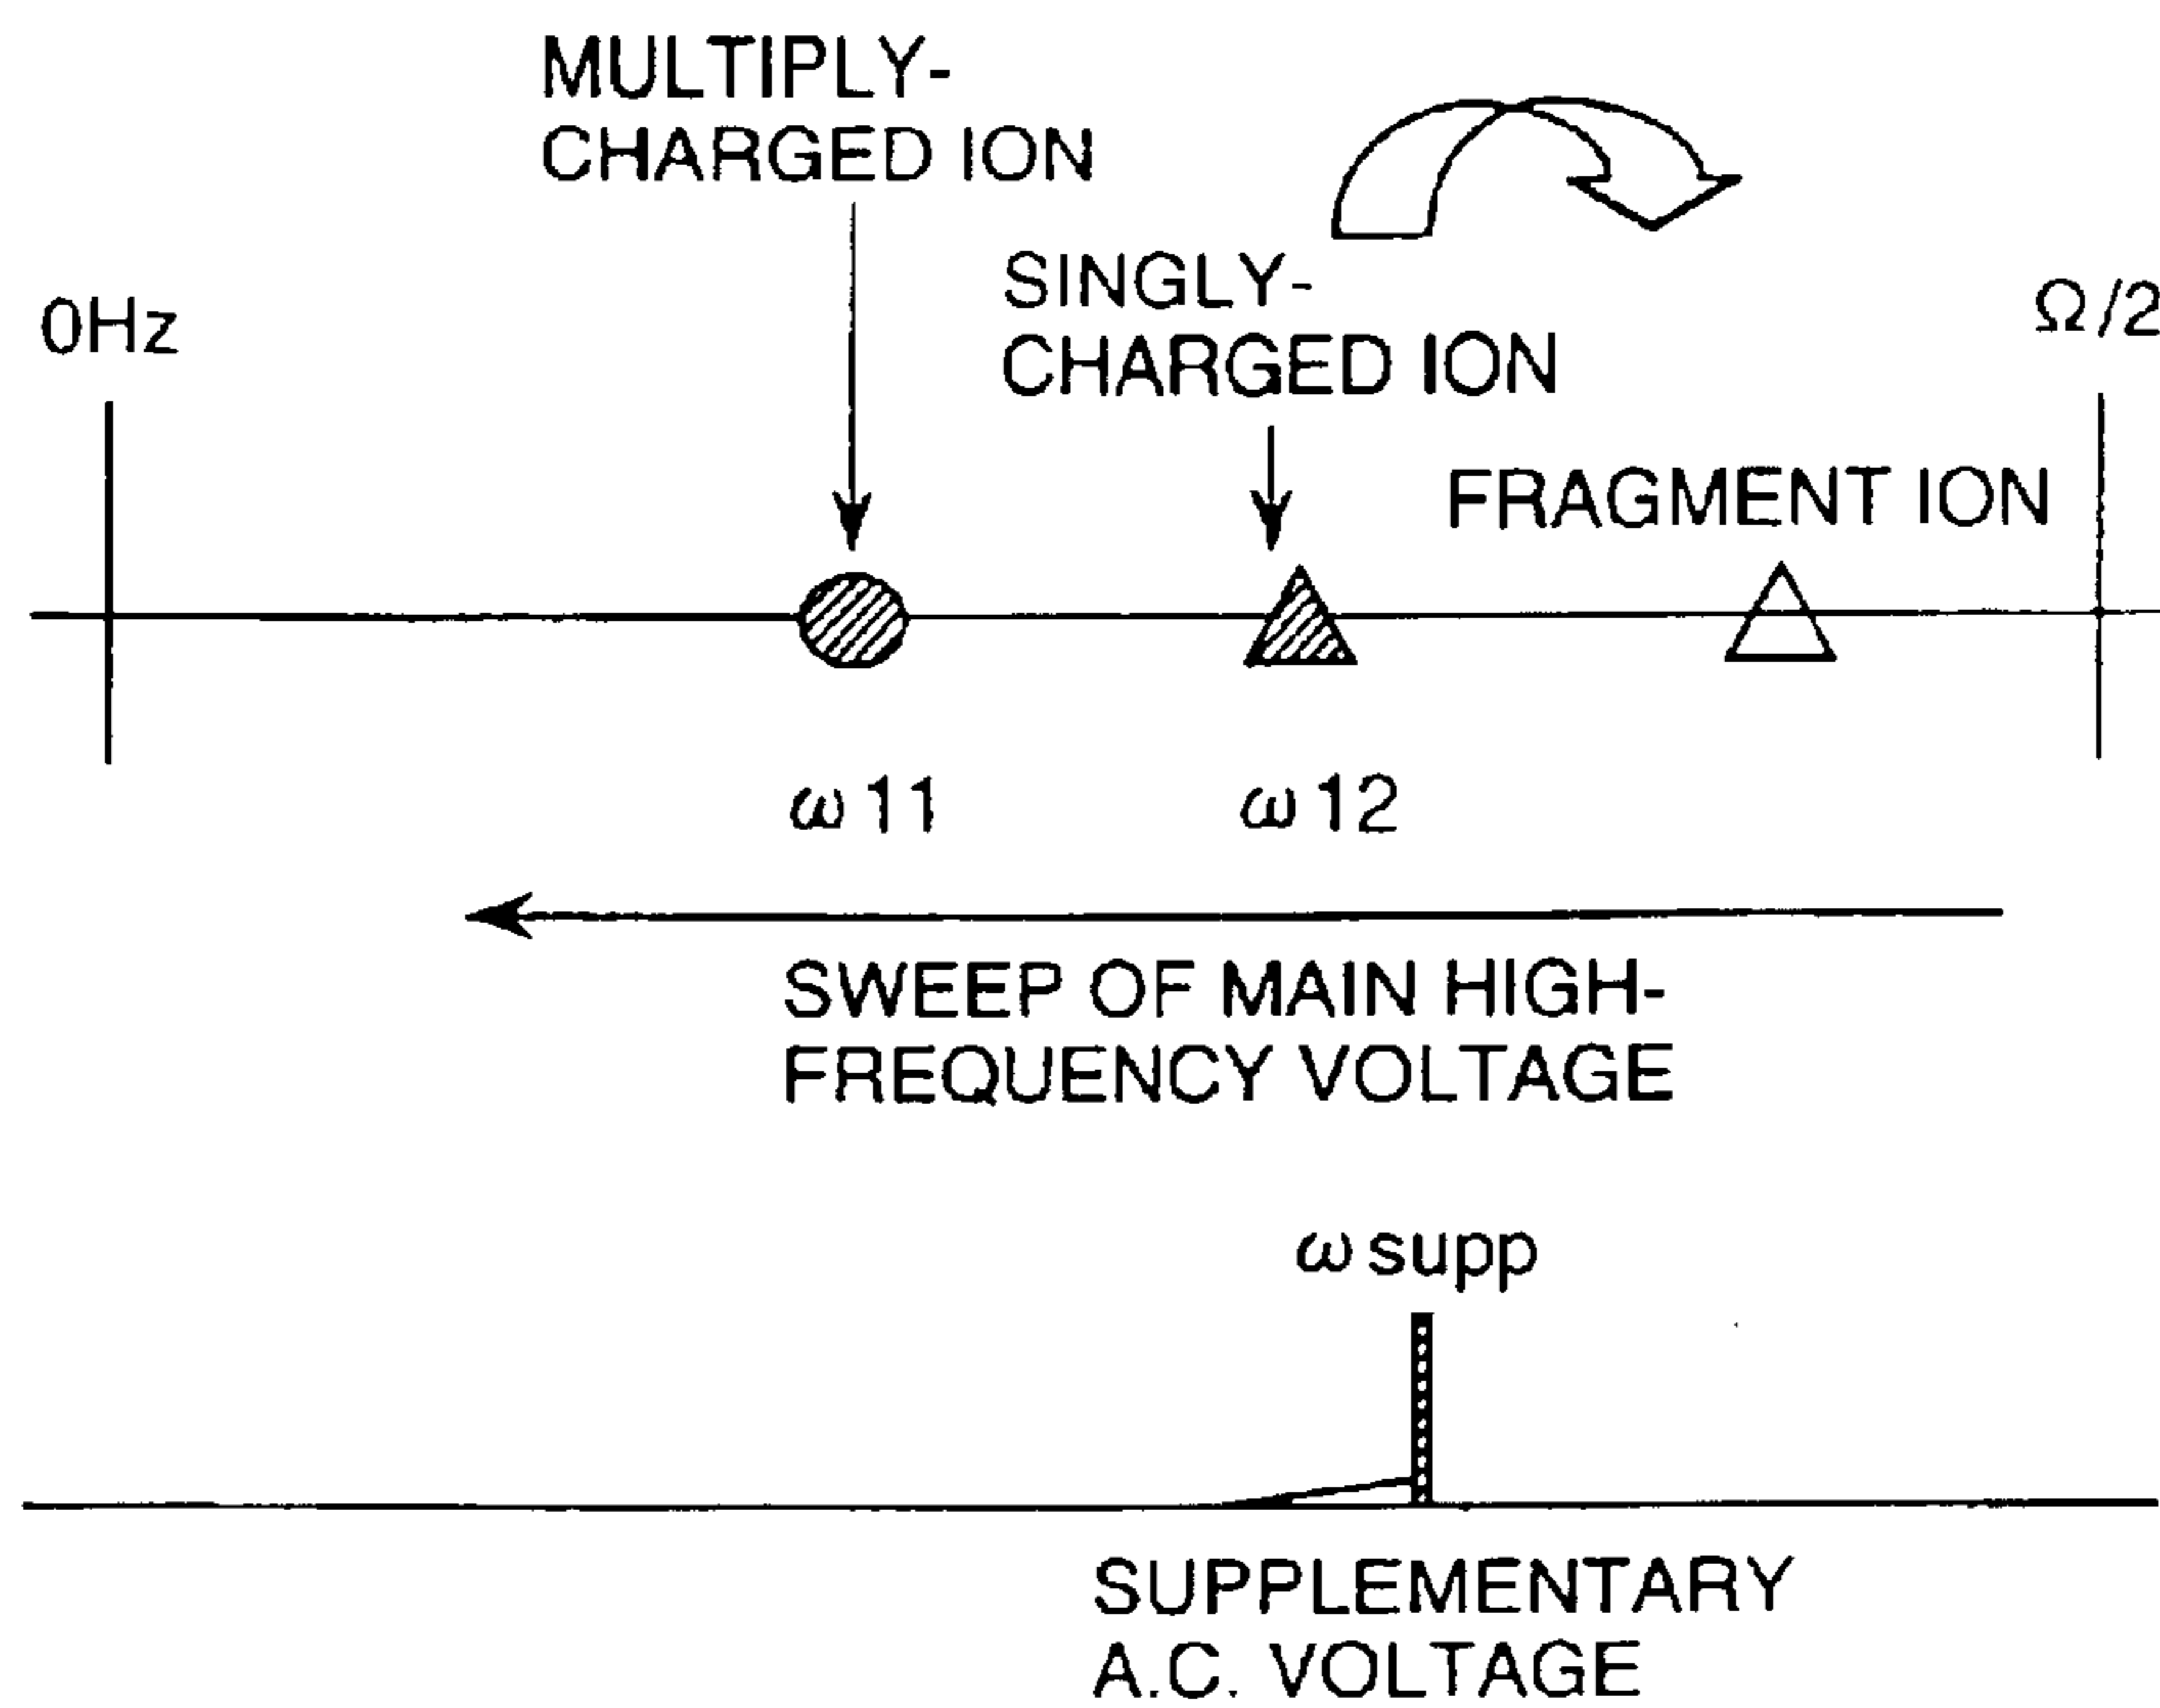 MULTIPLY-
CHARGED ION
SINGLY-
CHARGED ION
0Hz
Ω/2
FRAGMENT ION
ω11
ω12
SWEEP OF MAIN HIGH-
FREQUENCY VOLTAGE
ωsupp
SUPPLEMENTARY
A.C. VOLTAGE